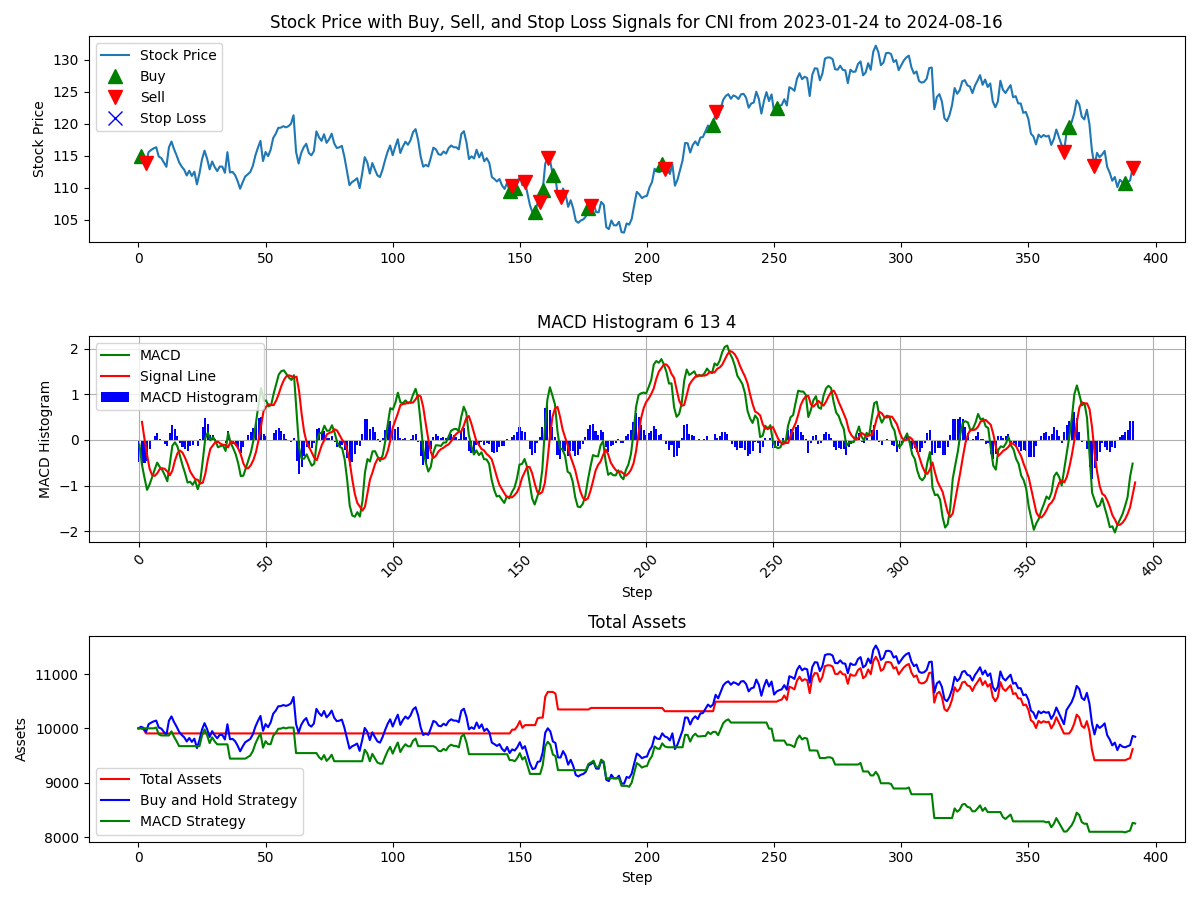 Stock Price with Buy, Sell, and Stop Loss Signals for CNI from 2023-01-24 to 2024-08-16
Stock Price
130
125
120
115
110
105
Stock Price
Buy
Sell
Stop Loss
0 50 100 150 200 250 300 350 400
Step
MACD Histogram 6 13 4
MACD Histogram
2
1
0
−1
−2
MACD
Signal Line
MACD Histogram
0 50 100 150 200 250 300 350 400
Step
Total Assets
Assets
11000
10000
9000
8000
Total Assets
Buy and Hold Strategy
MACD Strategy
0 50 100 150 200 250 300 350 400
Step